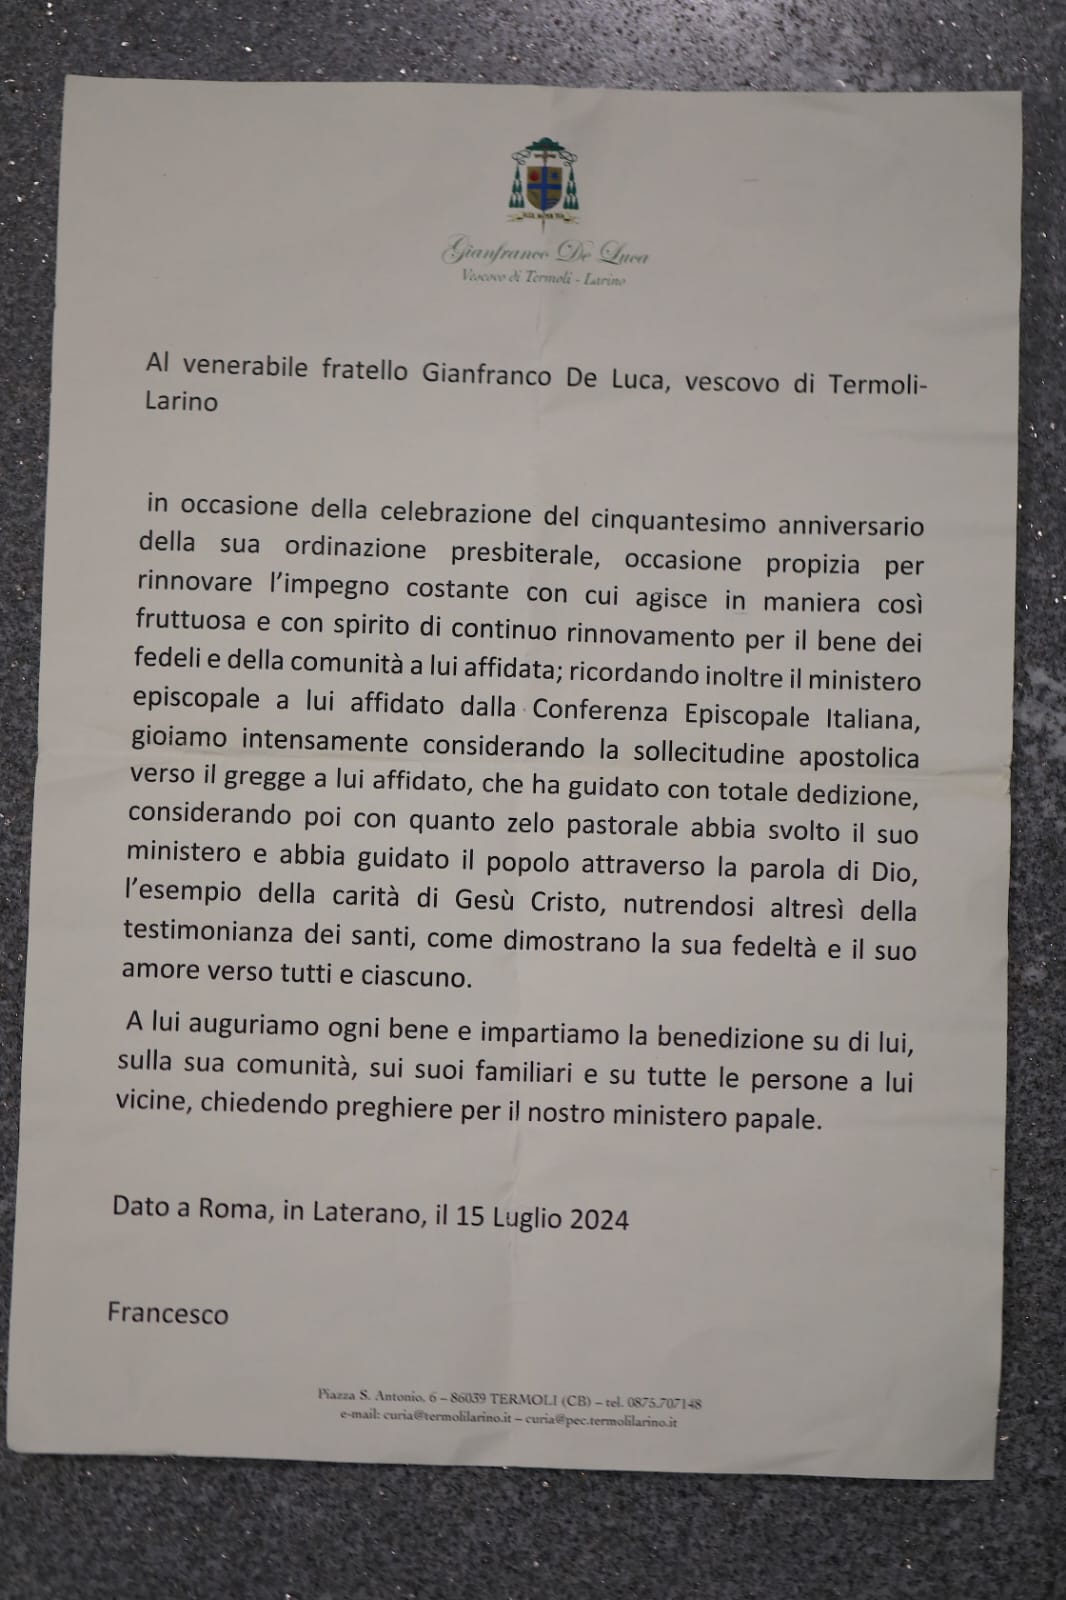 Gianfranco De Luca
Vescovo di Termoli - Larino
Al venerabile fratello Gianfranco De Luca, vescovo di Termoli-
Larino
in occasione della celebrazione del cinquantesimo anniversario
della sua ordinazione presbiterale, occasione propizia per
rinnovare l'impegno costante con cui agisce in maniera così
fruttuosa e con spirito di continuo rinnovamento per il bene dei
fedeli e della comunità a lui affidata; ricordando inoltre il ministero
episcopale a lui affidato dalla Conferenza Episcopale Italiana,
gioiamo intensamente considerando la sollecitudine apostolica
verso il gregge a lui affidato, che ha guidato con totale dedizione,
considerando poi con quanto zelo pastorale abbia svolto il suo
ministero e abbia guidato il popolo attraverso la parola di Dio,
l'esempio della carità di Gesù Cristo, nutrendosi altresì della
testimonianza dei santi, come dimostrano la sua fedeltà e il suo
amore verso tutti e ciascuno.
A lui auguriamo ogni bene e impartiamo la benedizione su di lui,
sulla sua comunità, sui suoi familiari e su tutte le persone a lui
vicine, chiedendo preghiere per il nostro ministero papale.
Dato a Roma, in Laterano, il 15 Luglio 2024
Francesco
Piazza S. Antonio, 6 – 86039 TERMOLI (CB) – tel. 0875.707148
e-mail: curia@termolilarino.it – curia@pec.termolilarino.it